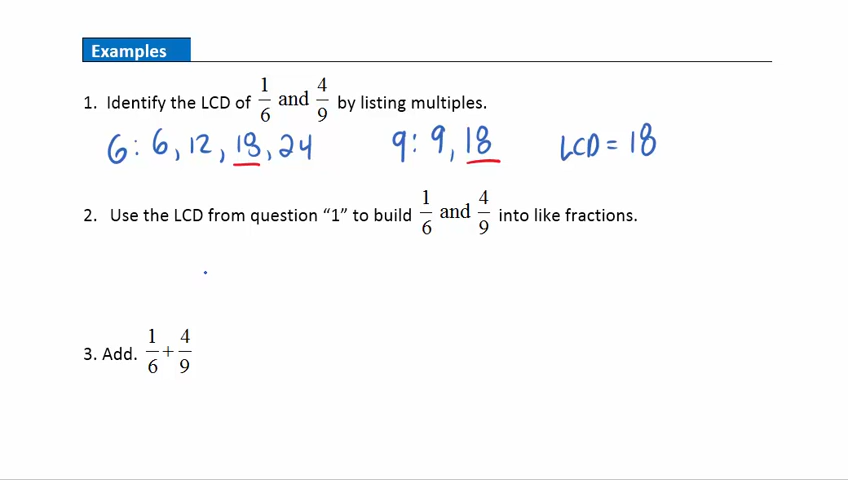 Examples
1. Identify the LCD of 1/6 and 4/9 by listing multiples.
6: 6, 12, 18, 24 9: 9, 18 LCD = 18
2. Use the LCD from question “1” to build 1/6 and 4/9 into like fractions.
3. Add. 1/6 + 4/9